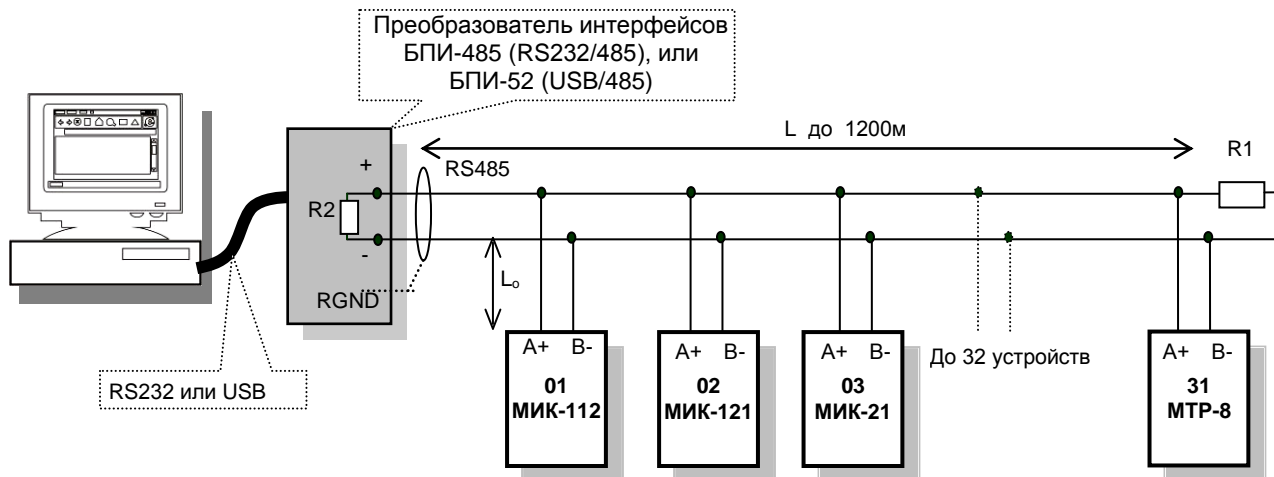 Преобразователь интерфейсов
БПИ-485 (RS232/485), или
БПИ-52 (USB/485)
L до 1200м
R1
+
RS485
R2
-
RGND
Lo
A+ B-
01
МИК-112
A+ B-
02
МИК-121
A+ B-
03
МИК-21
До 32 устройств
A+ B-
31
МТР-8
RS232 или USB